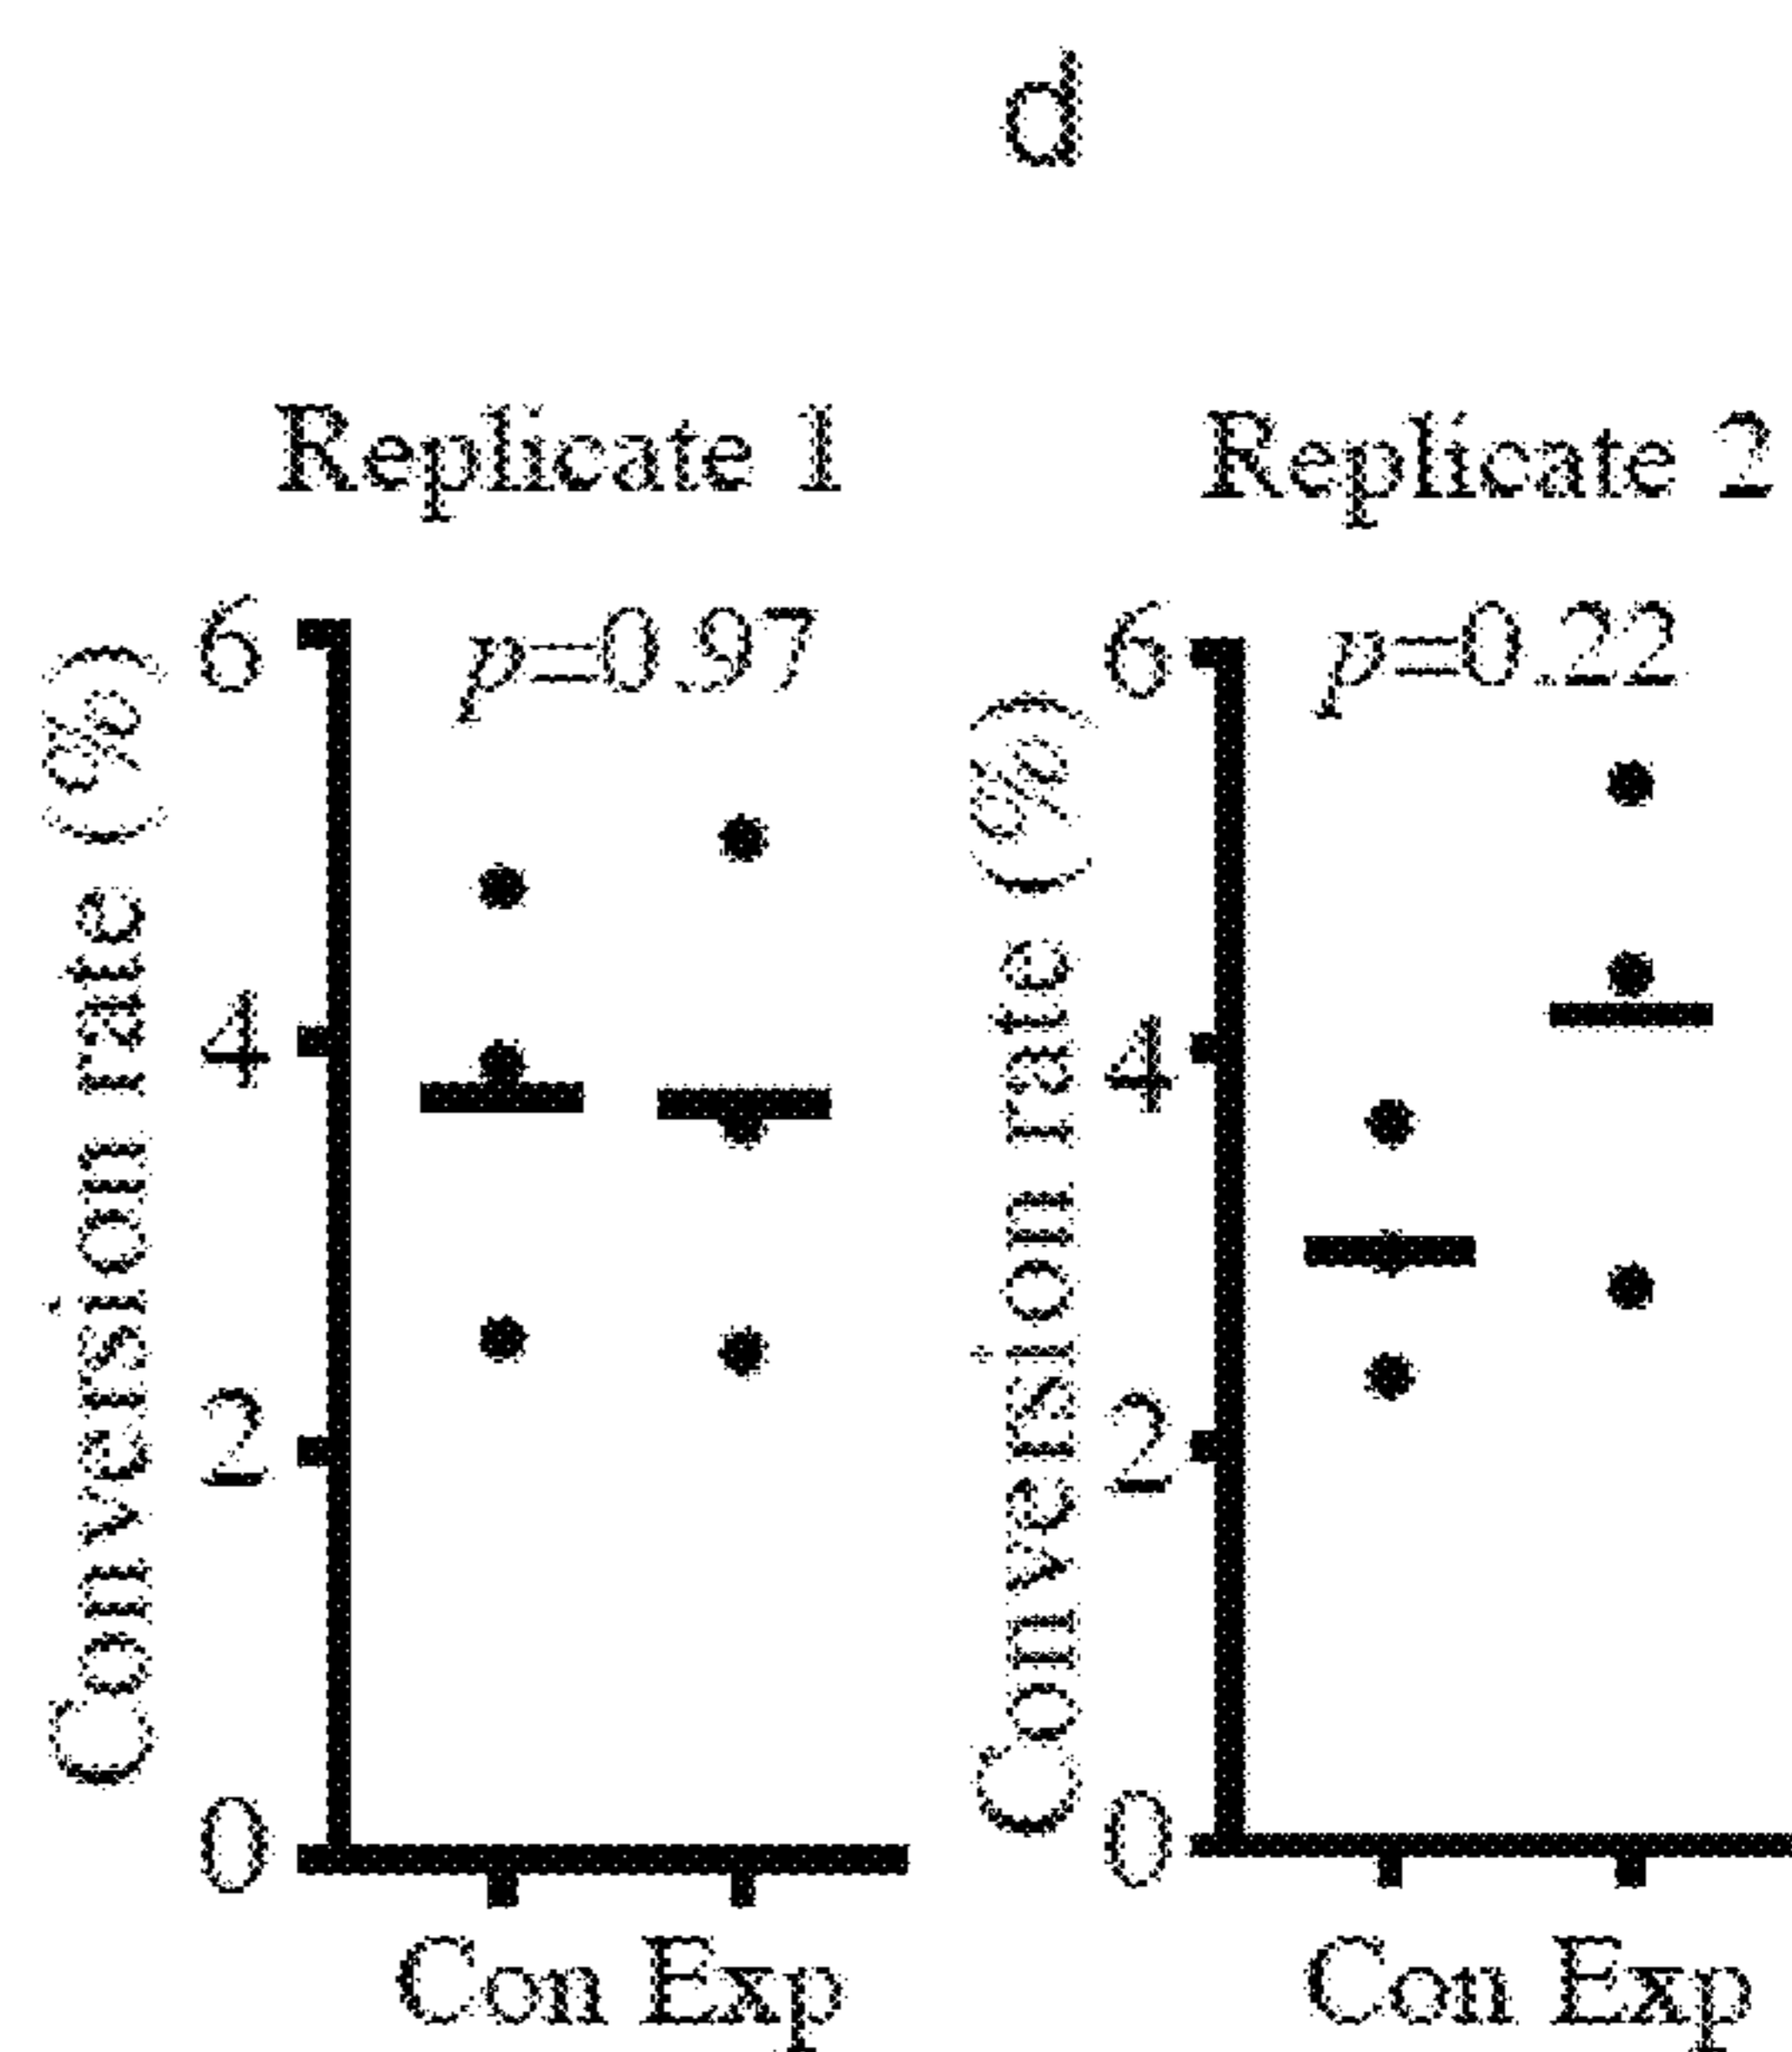 d
Replicate 1
p=0.97
Conversion rate (%)
6
4
2
0
Con Exp
Replicate 2
p=0.22
Conversion rate (%)
6
4
2
0
Con Exp